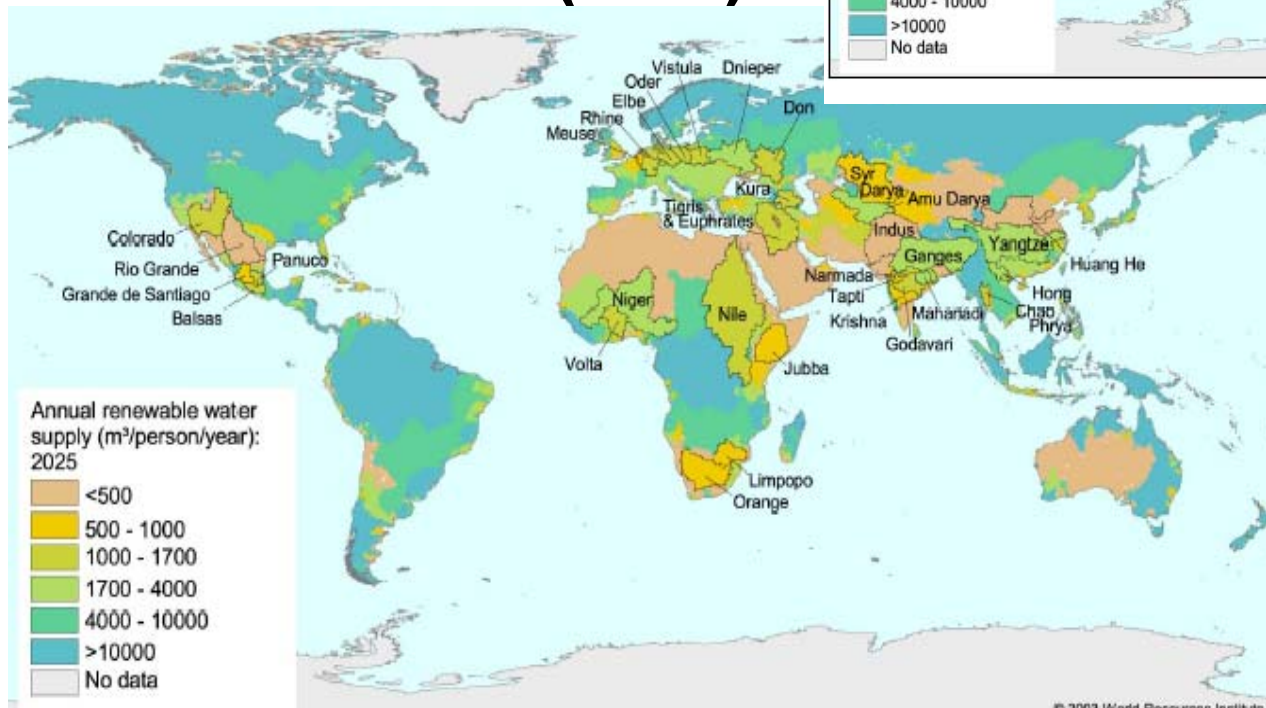 4000 - 10000
>10000
No data
Vistula
Dnieper
Oder
Elbe
Rhine
Meuse
Don
Kura
Syr
Darya
Amu Darya
Tigris
& Euphrates
Indus
Ganges
Yangtze
Huang He
Colorado
Rio Grande
Panuco
Grande de Santiago
Balsas
Narmada
Tapti
Krishna
Mahanadi
Godavari
Hong
Chao
Phrya
Niger
Nile
Volta
Jubba
Limpopo
Orange
Annual renewable water
supply (m³/person/year):
2025
<500
500 - 1000
1000 - 1700
1700 - 4000
4000 - 10000
>10000
No data
World Resources Institute